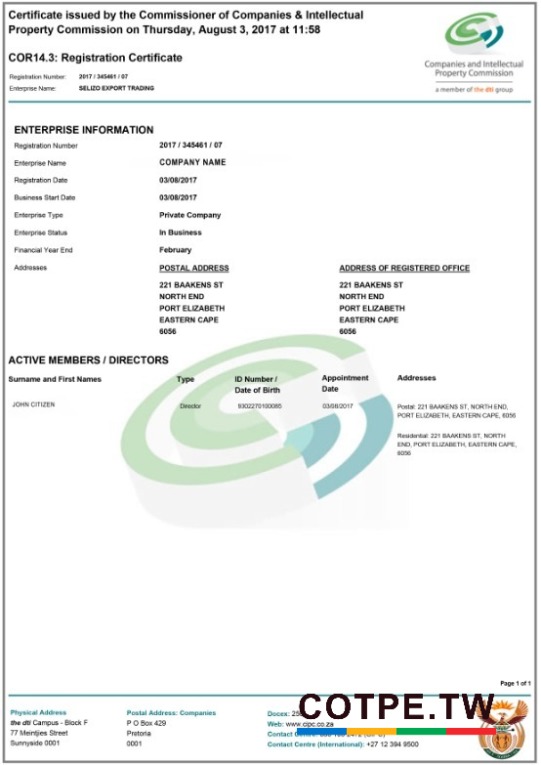 Certificate issued by the Commissioner of Companies & Intellectual
Property Commission on Thursday, August 3, 2017 at 11:58
COR14.3: Registration Certificate
Registration Number: 2017 / 345461 / 07
Enterprise Name: SELIZO EXPORT TRADING
Companies and Intellectual
Property Commission
a member of the dti group
ENTERPRISE INFORMATION
Registration Number 2017 / 345461 / 07
Enterprise Name COMPANY NAME
Registration Date 03/08/2017
Business Start Date 03/08/2017
Enterprise Type Private Company
Enterprise Status In Business
Financial Year End February
Addresses POSTAL ADDRESS ADDRESS OF REGISTERED OFFICE
221 BAAKENS ST 221 BAAKENS ST
NORTH END NORTH END
PORT ELIZABETH PORT ELIZABETH
EASTERN CAPE EASTERN CAPE
6056 6056
ACTIVE MEMBERS / DIRECTORS
Surname and First Names Type ID Number / Date of Birth Appointment Date Addresses
JOHN CITIZEN Director 9302270100085 03/08/2017 Postal: 221 BAAKENS ST, NORTH END,
PORT ELIZABETH, EASTERN CAPE, 6056
Residential: 221 BAAKENS ST, NORTH
END, PORT ELIZABETH, EASTERN CAPE,
6056
Page 1 of 1
Physical Address
the dti Campus - Block F
77 Meintjies Street
Sunnyside 0001
Postal Address: Companies
P O Box 429
Pretoria
0001
Docex:
Web: www.cipc.co.za
Contact
Contact Centre (International): +27 12 394 9500
COTPE.TW